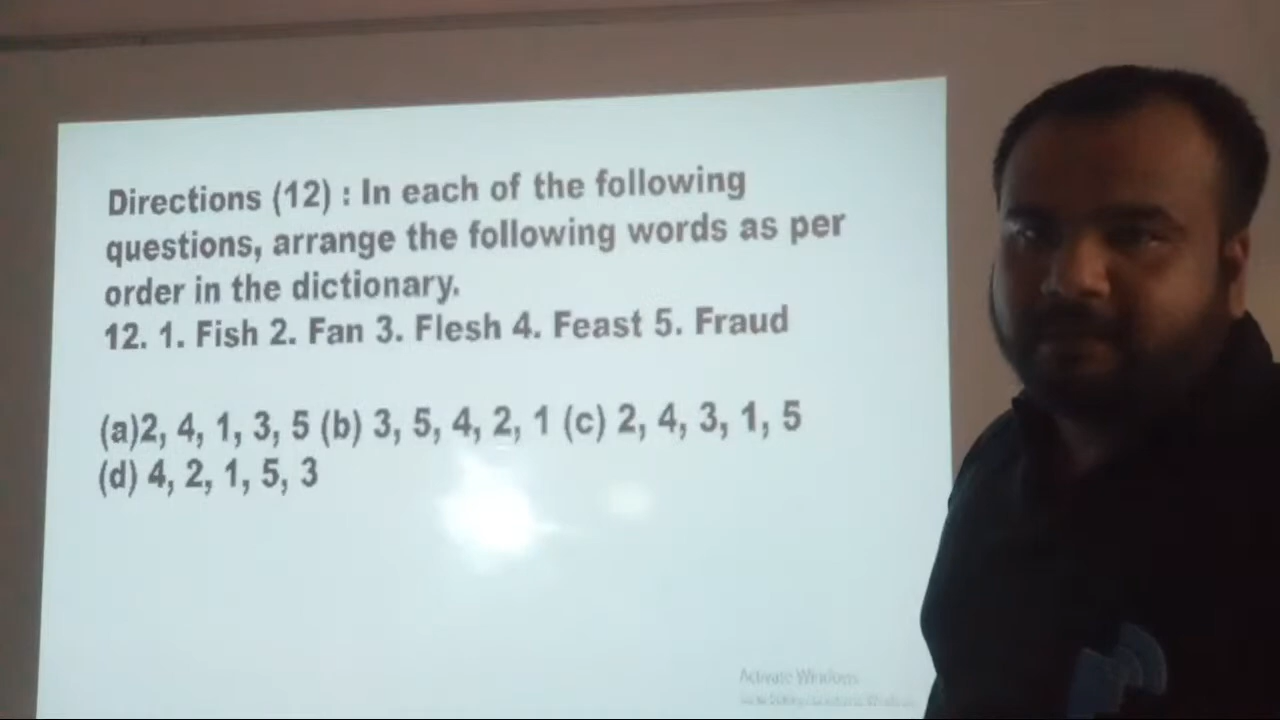 Directions (12) : In each of the following
questions, arrange the following words as per
order in the dictionary.
12. 1. Fish 2. Fan 3. Flesh 4. Feast 5. Fraud
(a)2, 4, 1, 3, 5 (b) 3, 5, 4, 2, 1 (c) 2, 4, 3, 1, 5
(d) 4, 2, 1, 5, 3
Activate Windows